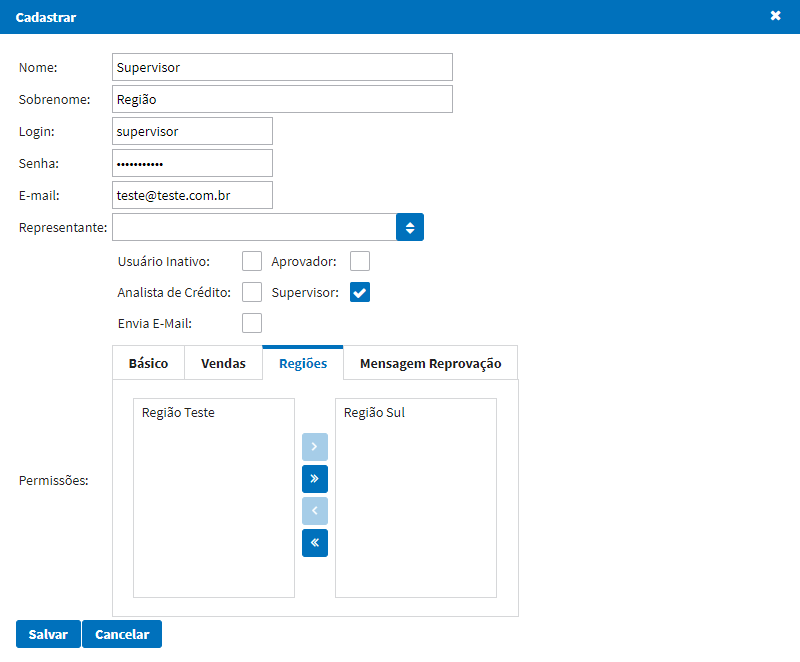 Cadastrar
Nome: Supervisor
Sobrenome: Região
Login: supervisor
Senha: •••••••••••
E-mail: teste@teste.com.br
Representante:
Usuário Inativo: Aprovador:
Analista de Crédito: Supervisor:
Envia E-Mail:
Básico Vendas Regiões Mensagem Reprovação
Região Teste Região Sul
Permissões:
Salvar Cancelar